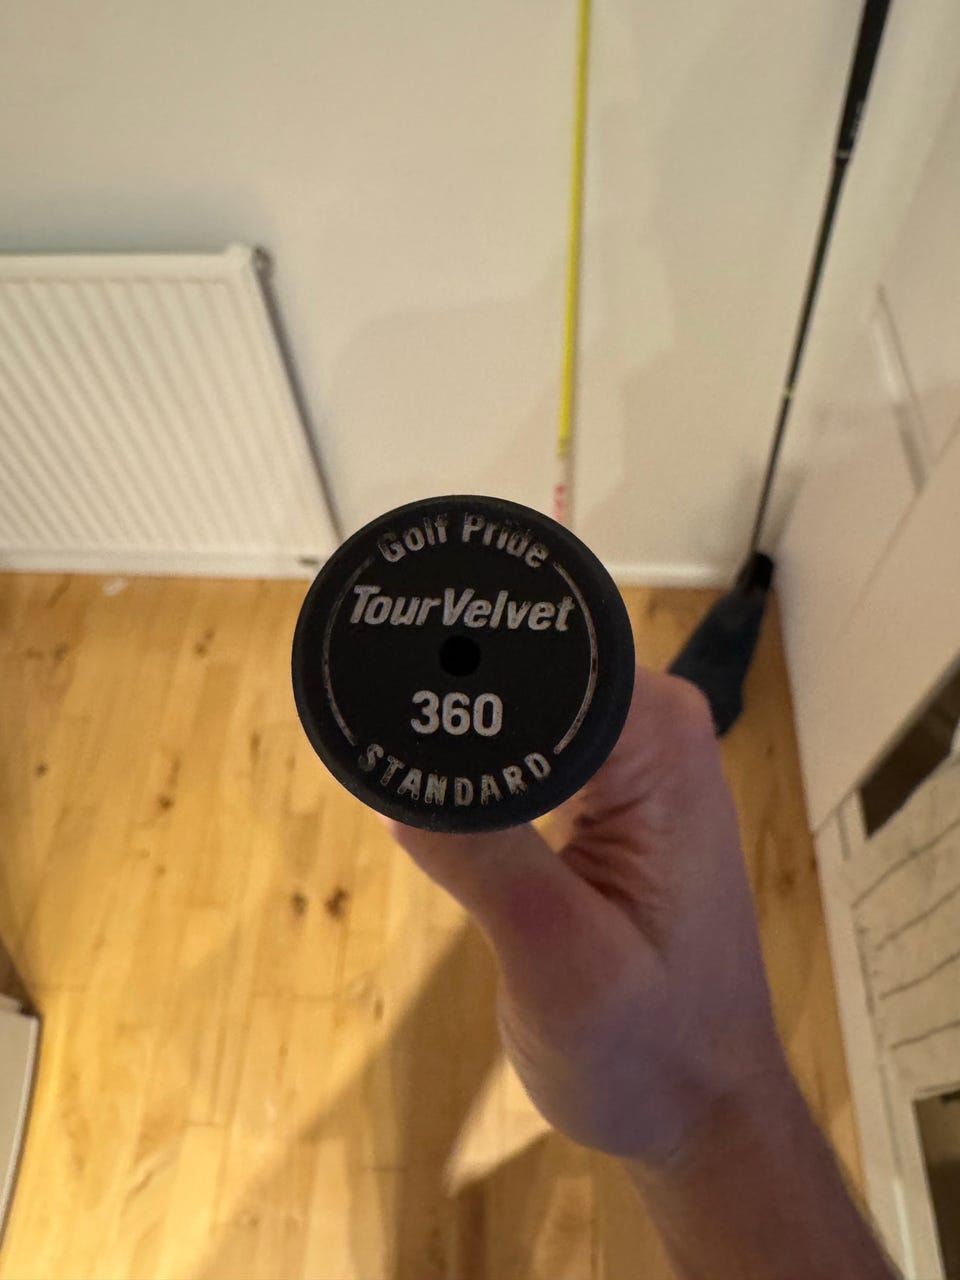 Golf Pride
TourVelvet
360
STANDARD